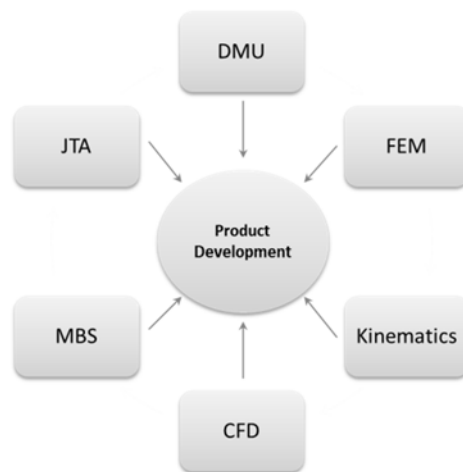 DMU
JTA
FEM
Product
Development
MBS
Kinematics
CFD